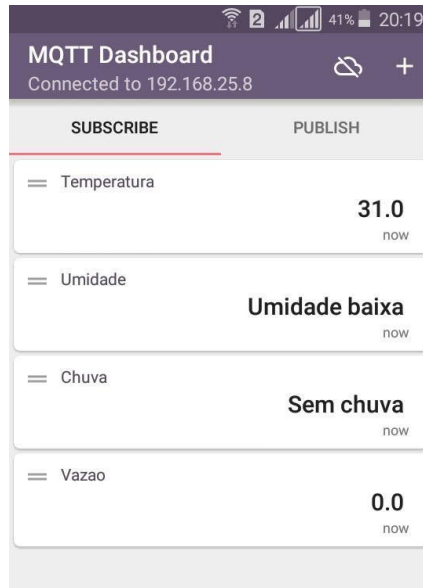 2 41% 20:19
MQTT Dashboard
Connected to 192.168.25.8
SUBSCRIBE PUBLISH
Temperatura
31.0
now
Umidade
Umidade baixa
now
Chuva
Sem chuva
now
Vazao
0.0
now